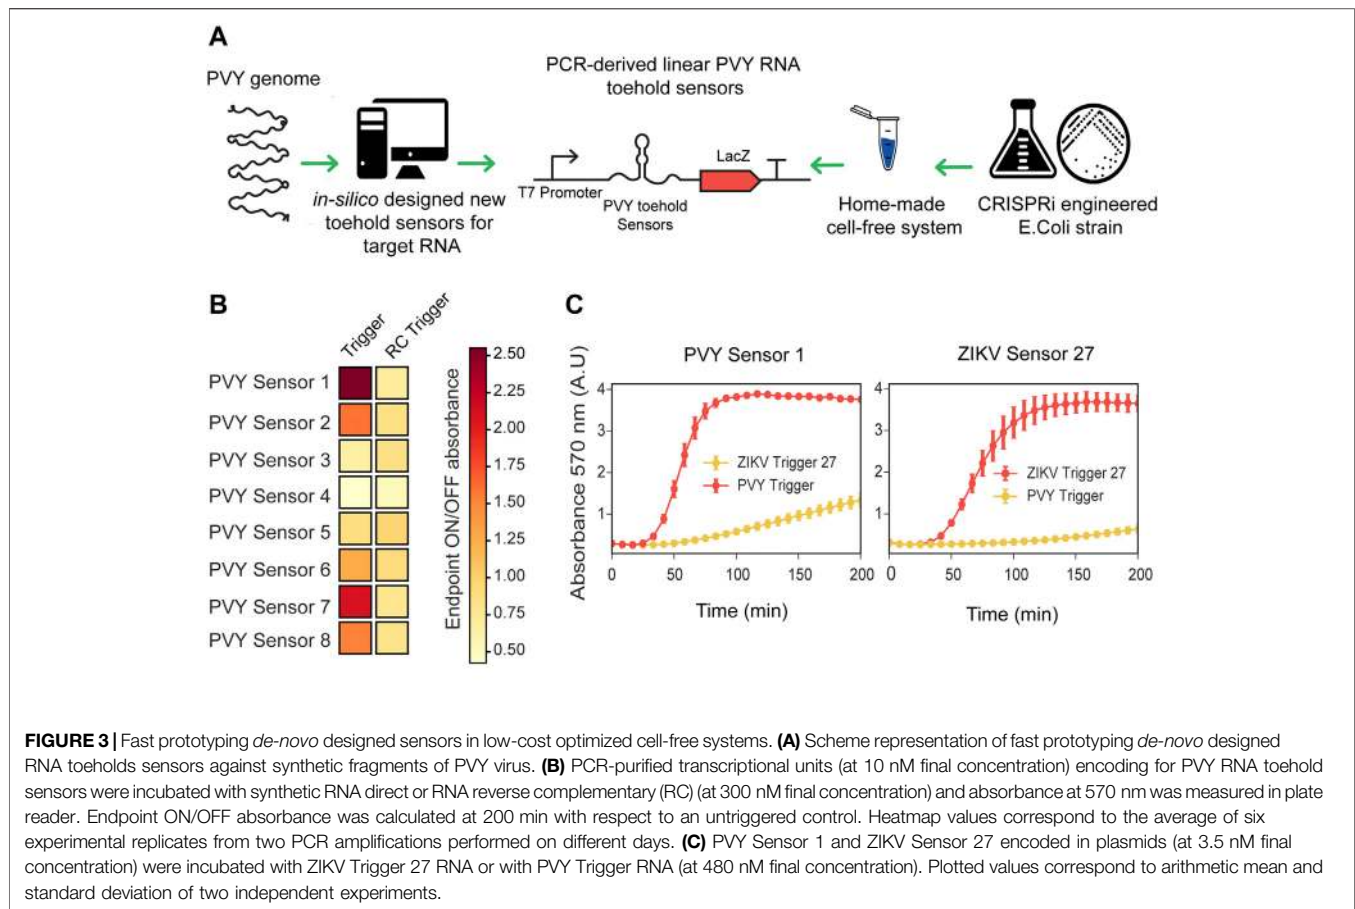 A
PVY genome
in-silico designed new
toehold sensors for
target RNA
PCR-derived linear PVY RNA
toehold sensors
T7 Promoter
PVY toehold
Sensors
LacZ
Home-made
cell-free system
CRISPRi engineered
E.Coli strain
B
Trigger
RC Trigger
PVY Sensor 1
PVY Sensor 2
PVY Sensor 3
PVY Sensor 4
PVY Sensor 5
PVY Sensor 6
PVY Sensor 7
PVY Sensor 8
Endpoint ON/OFF absorbance
2.50
2.25
2.00
1.75
1.50
1.25
1.00
0.75
0.50
C
PVY Sensor 1
Absorbance 570 nm (A.U)
4
3
2
1
ZIKV Trigger 27
PVY Trigger
0 50 100 150 200
Time (min)
ZIKV Sensor 27
4
3
2
1
ZIKV Trigger 27
PVY Trigger
0 50 100 150 200
Time (min)
FIGURE 3 | Fast prototyping de-novo designed sensors in low-cost optimized cell-free systems. (A) Scheme representation of fast prototyping de-novo designed
RNA toeholds sensors against synthetic fragments of PVY virus. (B) PCR-purified transcriptional units (at 10 nM final concentration) encoding for PVY RNA toehold
sensors were incubated with synthetic RNA direct or RNA reverse complementary (RC) (at 300 nM final concentration) and absorbance at 570 nm was measured in plate
reader. Endpoint ON/OFF absorbance was calculated at 200 min with respect to an untriggered control. Heatmap values correspond to the average of six
experimental replicates from two PCR amplifications performed on different days. (C) PVY Sensor 1 and ZIKV Sensor 27 encoded in plasmids (at 3.5 nM final
concentration) were incubated with ZIKV Trigger 27 RNA or with PVY Trigger RNA (at 480 nM final concentration). Plotted values correspond to arithmetic mean and
standard deviation of two independent experiments.